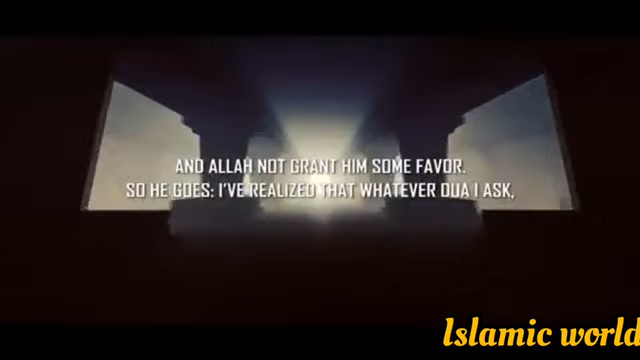 AND ALLAH NOT GRANT HIM SOME FAVOR.
SO HE GOES: I'VE REALIZED THAT WHATEVER DUA I ASK,
Islamic world